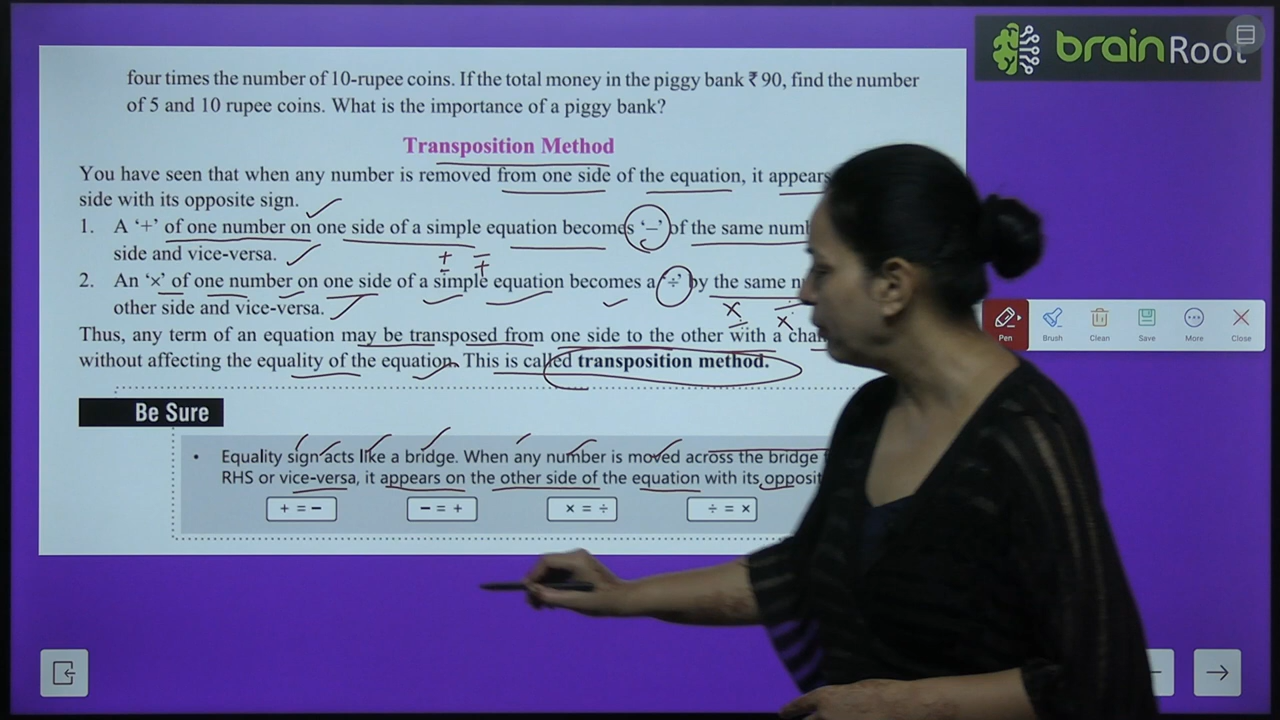 brainRoot
four times the number of 10-rupee coins. If the total money in the piggy bank ₹ 90, find the number
of 5 and 10 rupee coins. What is the importance of a piggy bank?
Transposition Method
You have seen that when any number is removed from one side of the equation, it appears
side with its opposite sign.
1. A ‘+’ of one number on one side of a simple equation becomes ‘–’ of the same
side and vice-versa.
+ –
– +
2. An ‘×’ of one number on one side of a simple equation becomes a ‘÷’ by the same
other side and vice-versa.
Thus, any term of an equation may be transposed from one side to the other with a
without affecting the equality of the equation. This is called transposition method.
Be Sure
• Equality sign acts like a bridge. When any number is moved across the bridge
RHS or vice-versa, it appears on the other side of the equation with its
+ = –
– = +
× = ÷
÷ = ×
Pen Brush Clean Save More Close